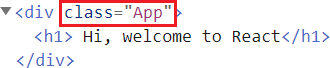 <div class="App">
<h1> Hi, welcome to React</h1>
</div>